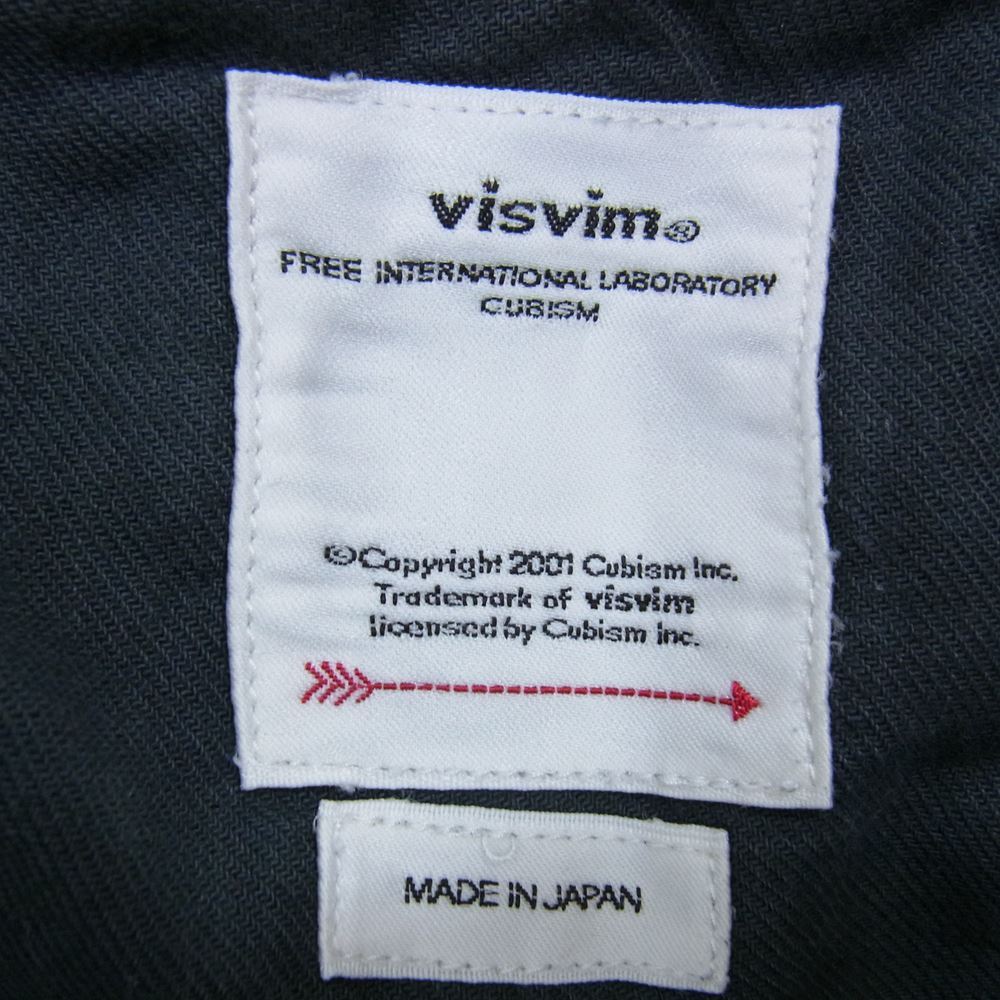 visvim®
FREE INTERNATIONAL LABORATORY
CUBISM
©Copyright 2001 Cubism Inc.
Trademark of visvim
licensed by Cubism Inc.
MADE IN JAPAN